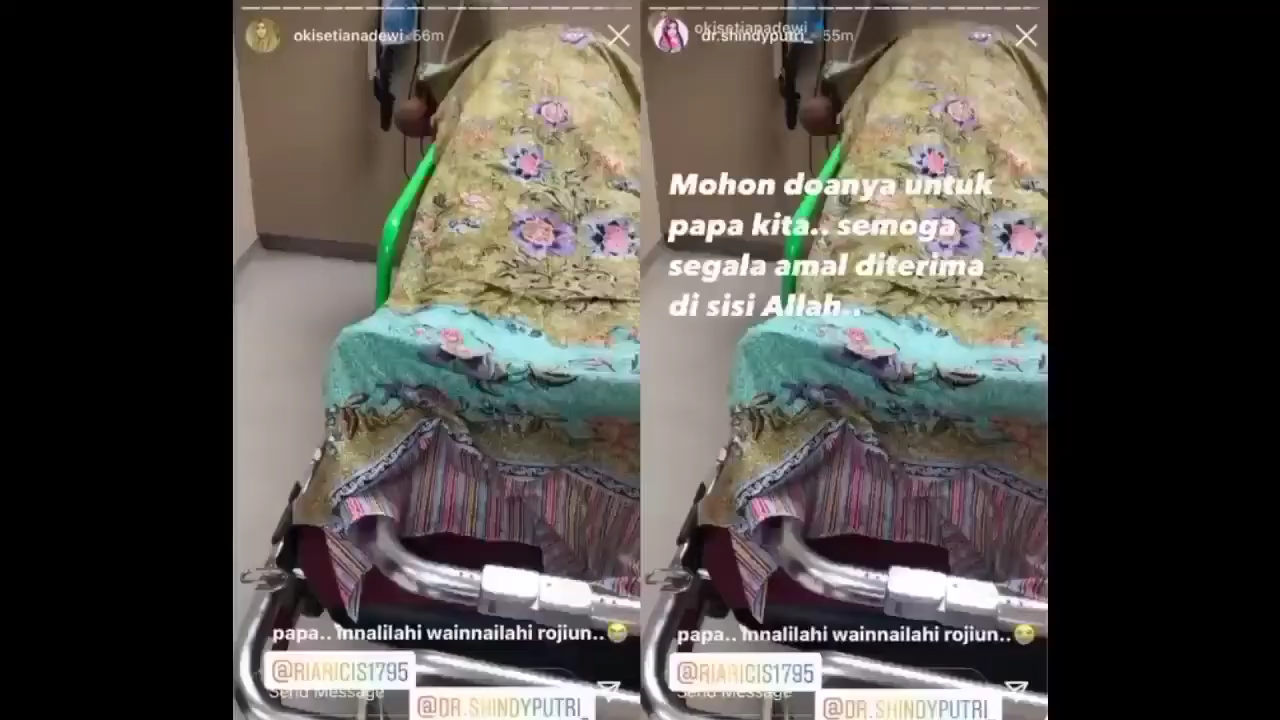 okisetianadewi 56m
papa.. innalilahi wainnailahi rojiun..
@RIARICIS1795
Send Message
@DR.SHINDYPUTRI_
okisetianadewi
dr.shindyputri_ 55m
Mohon doanya untuk
papa kita.. semoga
segala amal diterima
di sisi Allah..
papa.. innalilahi wainnailahi rojiun..
@RIARICIS1795
Send Message
@DR.SHINDYPUTRI_